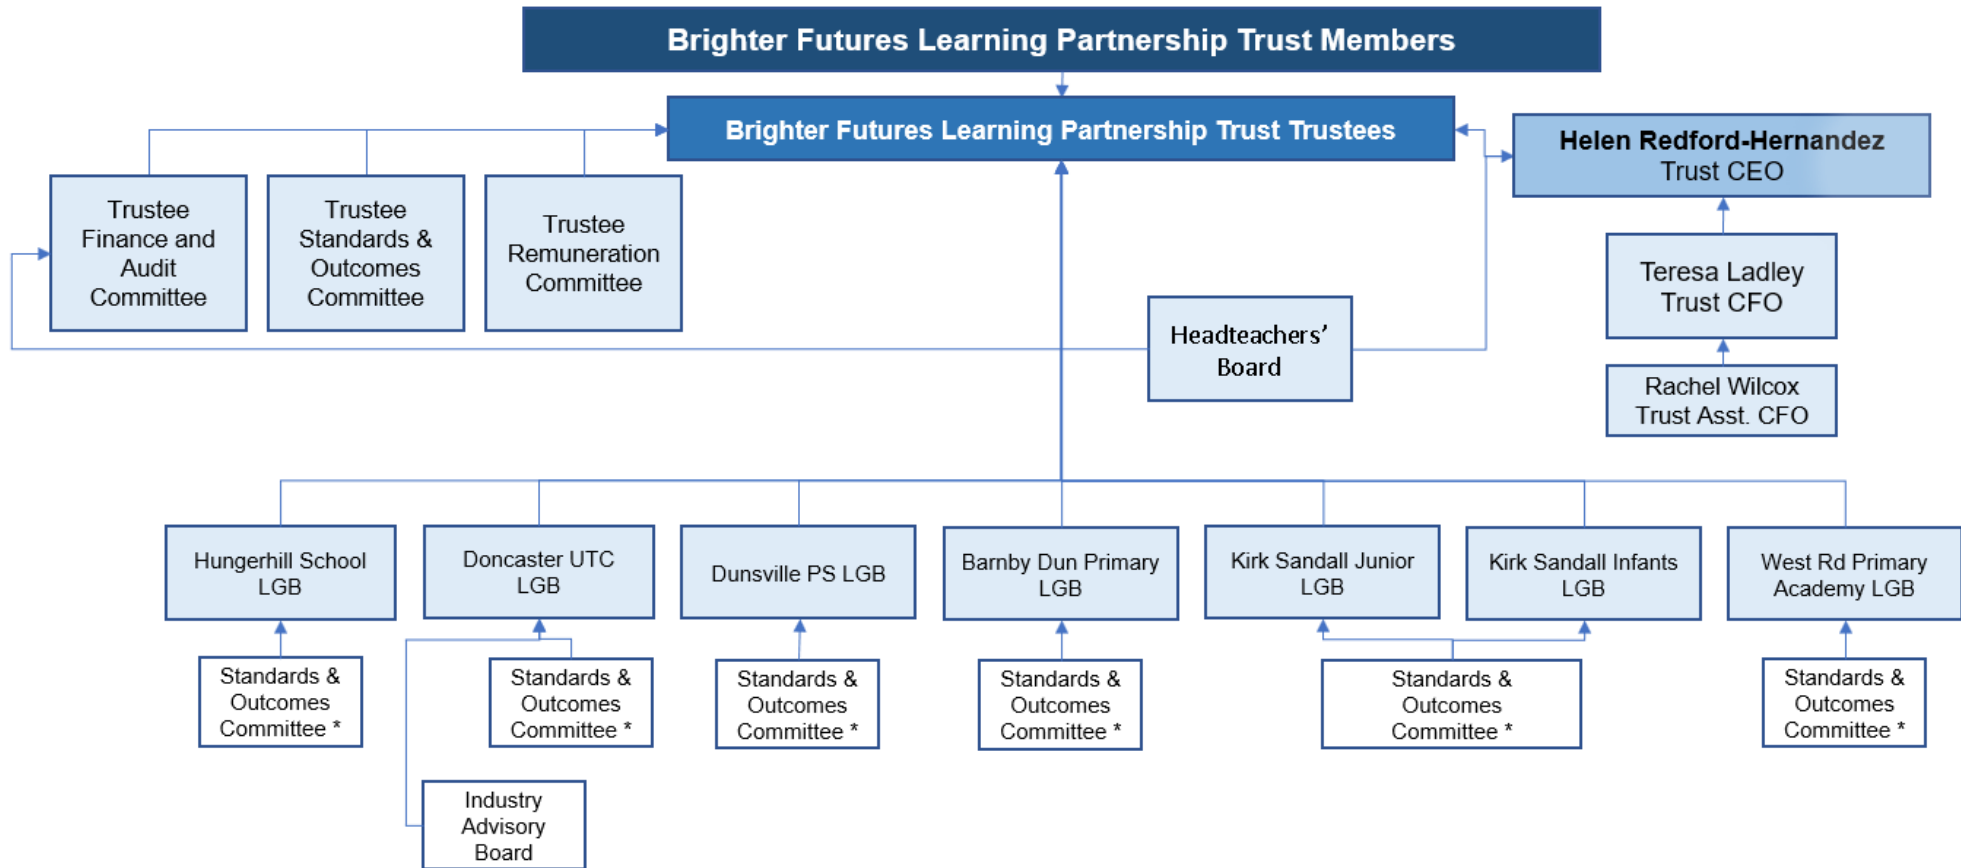 Brighter Futures Learning Partnership Trust Members
Brighter Futures Learning Partnership Trust Trustees
Helen Redford-Hernandez
Trust CEO
Trustee
Finance and
Audit
Committee
Trustee
Standards &
Outcomes
Committee
Trustee
Remuneration
Committee
Teresa Ladley
Trust CFO
Headteachers’
Board
Rachel Wilcox
Trust Asst. CFO
Hungerhill School
LGB
Doncaster UTC
LGB
Dunsville PS LGB
Barnby Dun Primary
LGB
Kirk Sandall Junior
LGB
Kirk Sandall Infants
LGB
West Rd Primary
Academy LGB
Standards &
Outcomes
Committee *
Standards &
Outcomes
Committee *
Standards &
Outcomes
Committee *
Standards &
Outcomes
Committee *
Standards &
Outcomes
Committee *
Standards &
Outcomes
Committee *
Industry
Advisory
Board